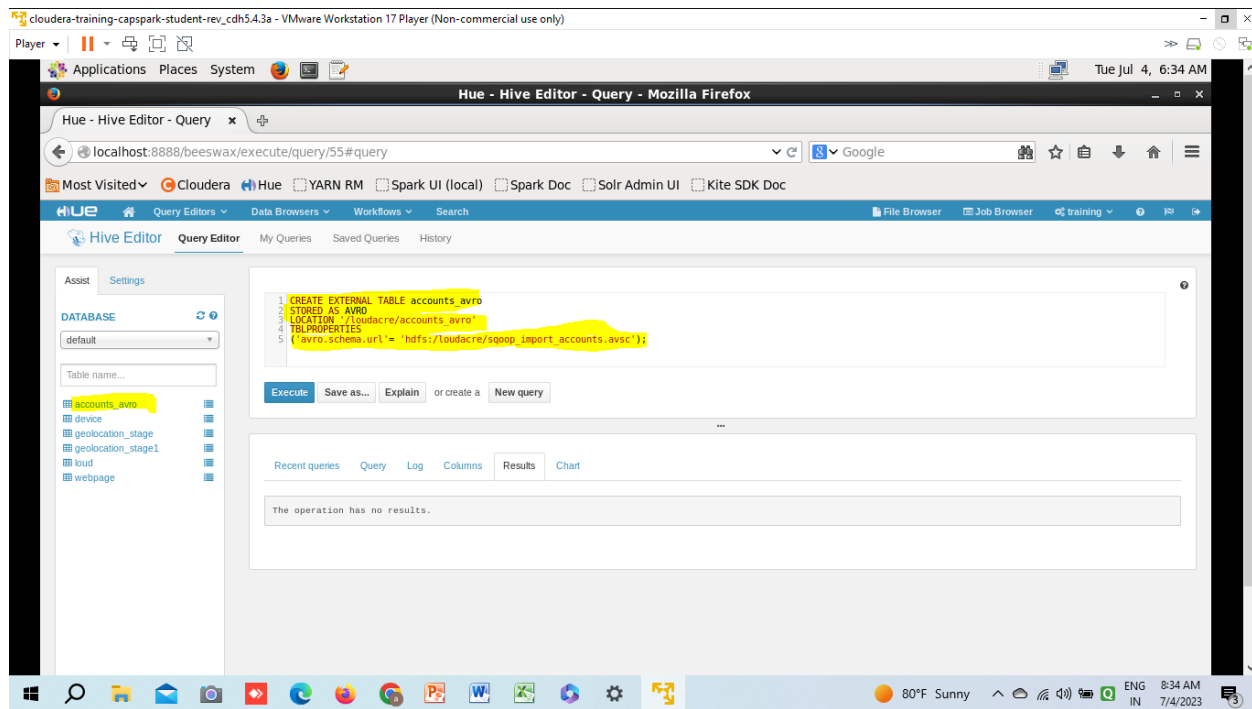 cloudera-training-capspark-student-rev_cdh5.4.3a - VMware Workstation 17 Player (Non-commercial use only)
Player
Applications Places System Tue Jul 4, 6:34 AM
Hue - Hive Editor - Query - Mozilla Firefox
Hue - Hive Editor - Query
localhost:8888/beeswax/execute/query/55#query Google
Most Visited Cloudera Hue YARN RM Spark UI (local) Spark Doc Solr Admin UI Kite SDK Doc
HUE Query Editors Data Browsers Workflows Search File Browser Job Browser training
Hive Editor Query Editor My Queries Saved Queries History
Assist Settings
DATABASE
default
Table name...
accounts_avro
device
geolocation_stage
geolocation_stage1
loud
webpage
1 CREATE EXTERNAL TABLE accounts_avro
2 STORED AS AVRO
3 LOCATION '/loudacre/accounts_avro'
4 TBLPROPERTIES
5 ('avro.schema.url'= 'hdfs:/loudacre/sqoop_import_accounts.avsc');
Execute Save as... Explain or create a New query
Recent queries Query Log Columns Results Chart
The operation has no results.
80°F Sunny ENG IN 8:34 AM 7/4/2023 3